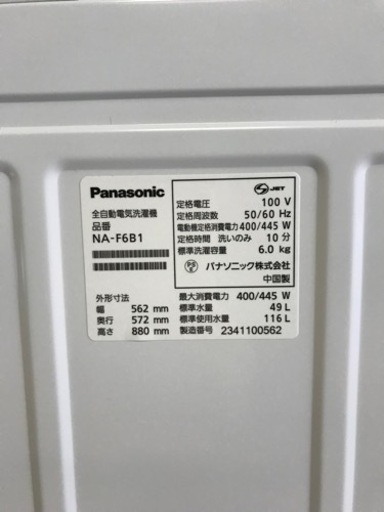 Panasonic
全自動電気洗濯機
品番
NA-F6B1
外形寸法
幅 562 mm
奥行 572 mm
高さ 880 mm
JET
定格電圧 100 V
定格周波数 50/60 Hz
電動機定格消費電力 400/445 W
定格時間 洗いのみ 10 分
標準洗濯容量 6.0 kg
PS E パナソニック株式会社
中国製
最大消費電力 400/445 W
標準水量 49 L
標準使用水量 116 L
製造番号 2341100562